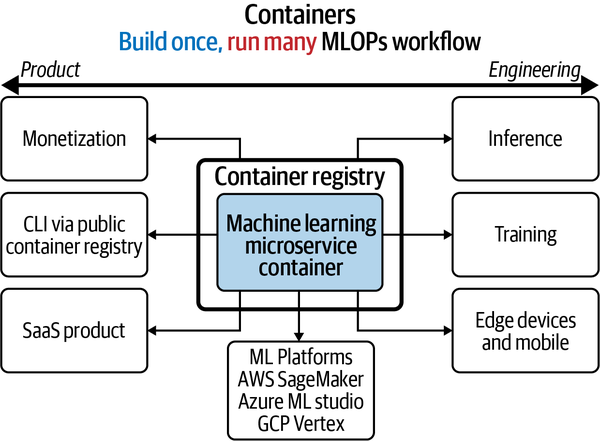 Containers
Build once, run many MLOPs workflow
Product
Engineering
Monetization
Inference
Container registry
CLI via public
container registry
Machine learning
microservice
container
Training
SaaS product
Edge devices
and mobile
ML Platforms
AWS SageMaker
Azure ML studio
GCP Vertex